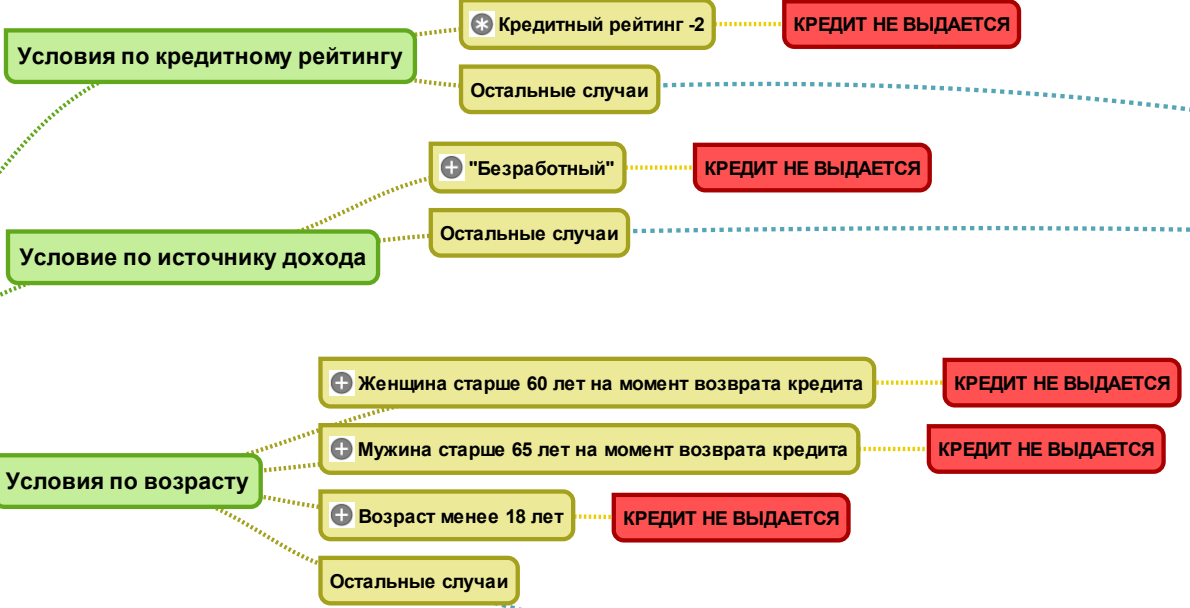 Кредитный рейтинг -2
КРЕДИТ НЕ ВЫДАЕТСЯ
Условия по кредитному рейтингу
Остальные случаи
"Безработный"
КРЕДИТ НЕ ВЫДАЕТСЯ
Остальные случаи
Условие по источнику дохода
Женщина старше 60 лет на момент возврата кредита
КРЕДИТ НЕ ВЫДАЕТСЯ
Мужина старше 65 лет на момент возврата кредита
КРЕДИТ НЕ ВЫДАЕТСЯ
Условия по возрасту
Возраст менее 18 лет
КРЕДИТ НЕ ВЫДАЕТСЯ
Остальные случаи